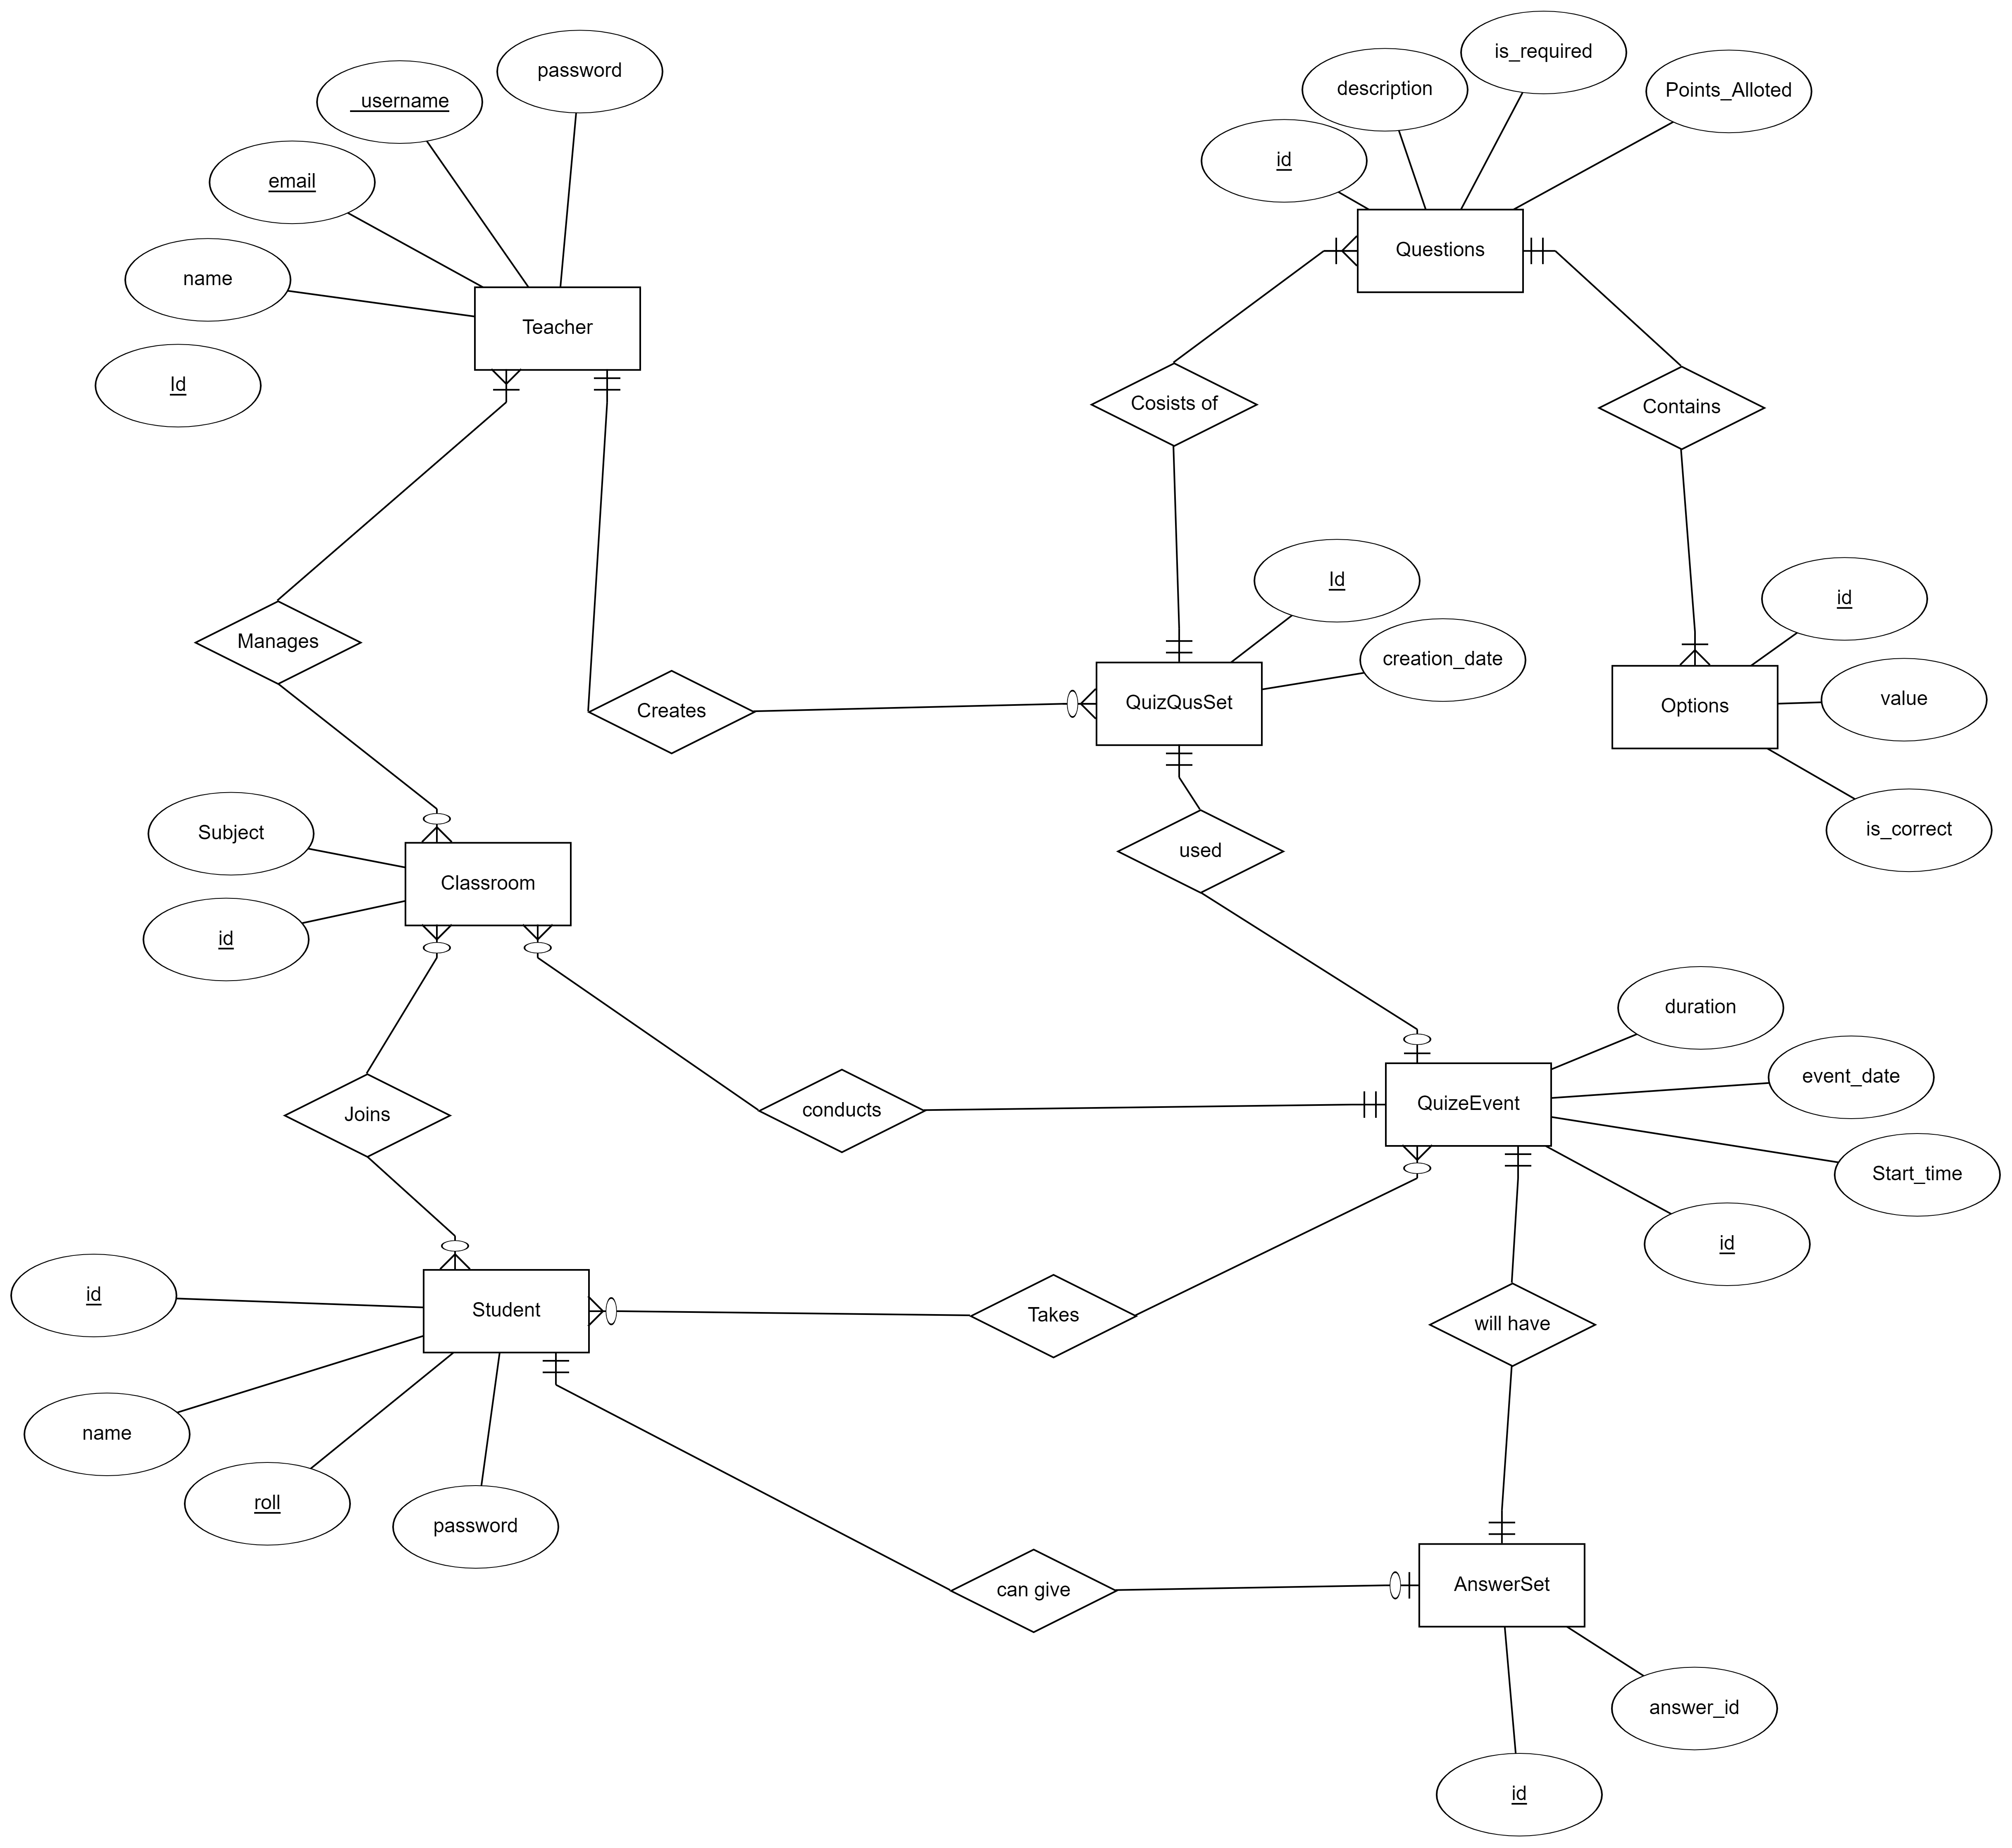 is_required
password
description
Points_Alloted
_username
id
email
Questions
name
Teacher
Id
Cosists of
Contains
Id
id
Manages
creation_date
value
QuizQusSet
Options
Creates
Subject
is_correct
used
Classroom
id
duration
event_date
QuizeEvent
conducts
Joins
Start_time
id
id
Student
Takes
will have
name
roll
password
AnswerSet
can give
answer_id
id